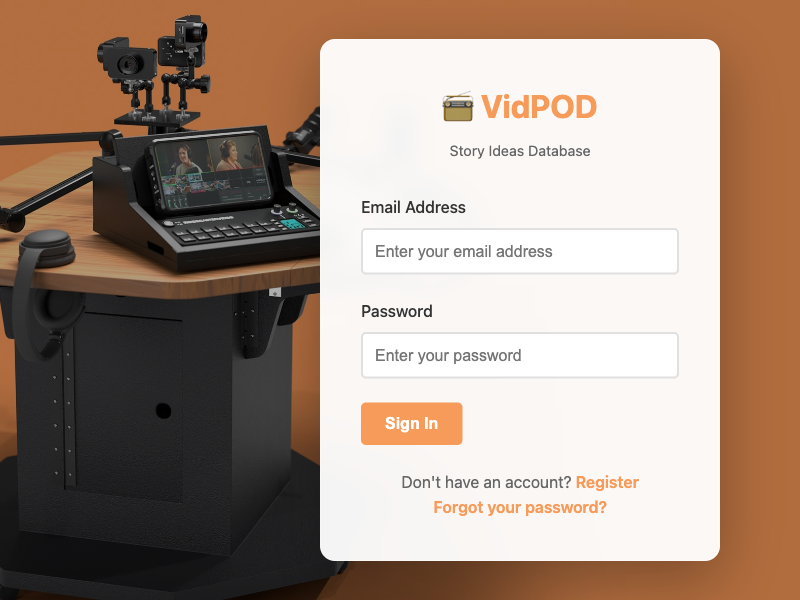 VidPOD
Story Ideas Database
Email Address
Enter your email address
Password
Enter your password
Sign In
Don't have an account? Register
Forgot your password?